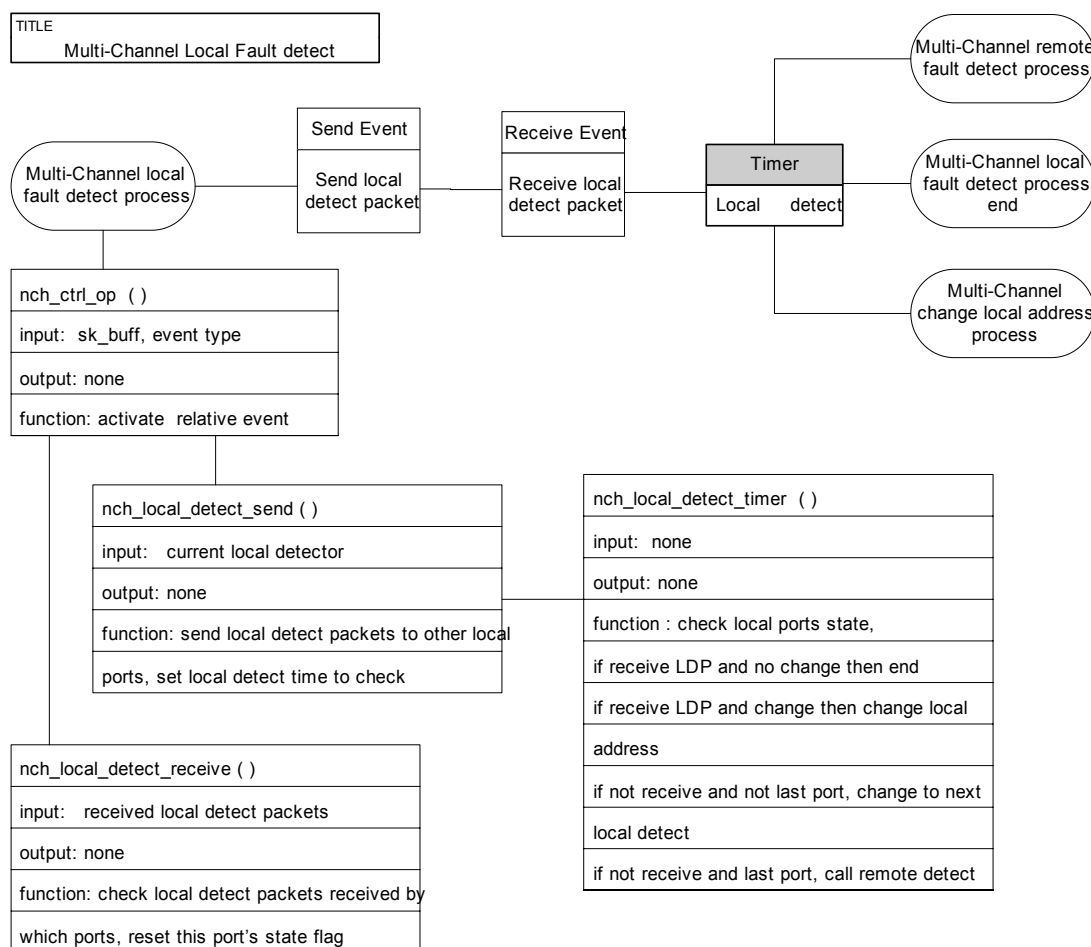 TITLE
Multi-Channel Local Fault detect
Multi-Channel remote
fault detect process
Send Event
Send local
detect packet
Receive Event
Receive local
detect packet
Timer
Local detect
Multi-Channel local
fault detect process
Multi-Channel local
fault detect process
end
Multi-Channel
change local address
process
nch_ctrl_op ( )
input: sk_buff, event type
output: none
function: activate relative event
nch_local_detect_send ( )
input: current local detector
output: none
function: send local detect packets to other local
ports, set local detect time to check
nch_local_detect_timer ( )
input: none
output: none
function : check local ports state,
if receive LDP and no change then end
if receive LDP and change then change local
address
if not receive and not last port, change to next
local detect
if not receive and last port, call remote detect
nch_local_detect_receive ( )
input: received local detect packets
output: none
function: check local detect packets received by
which ports, reset this port's state flag